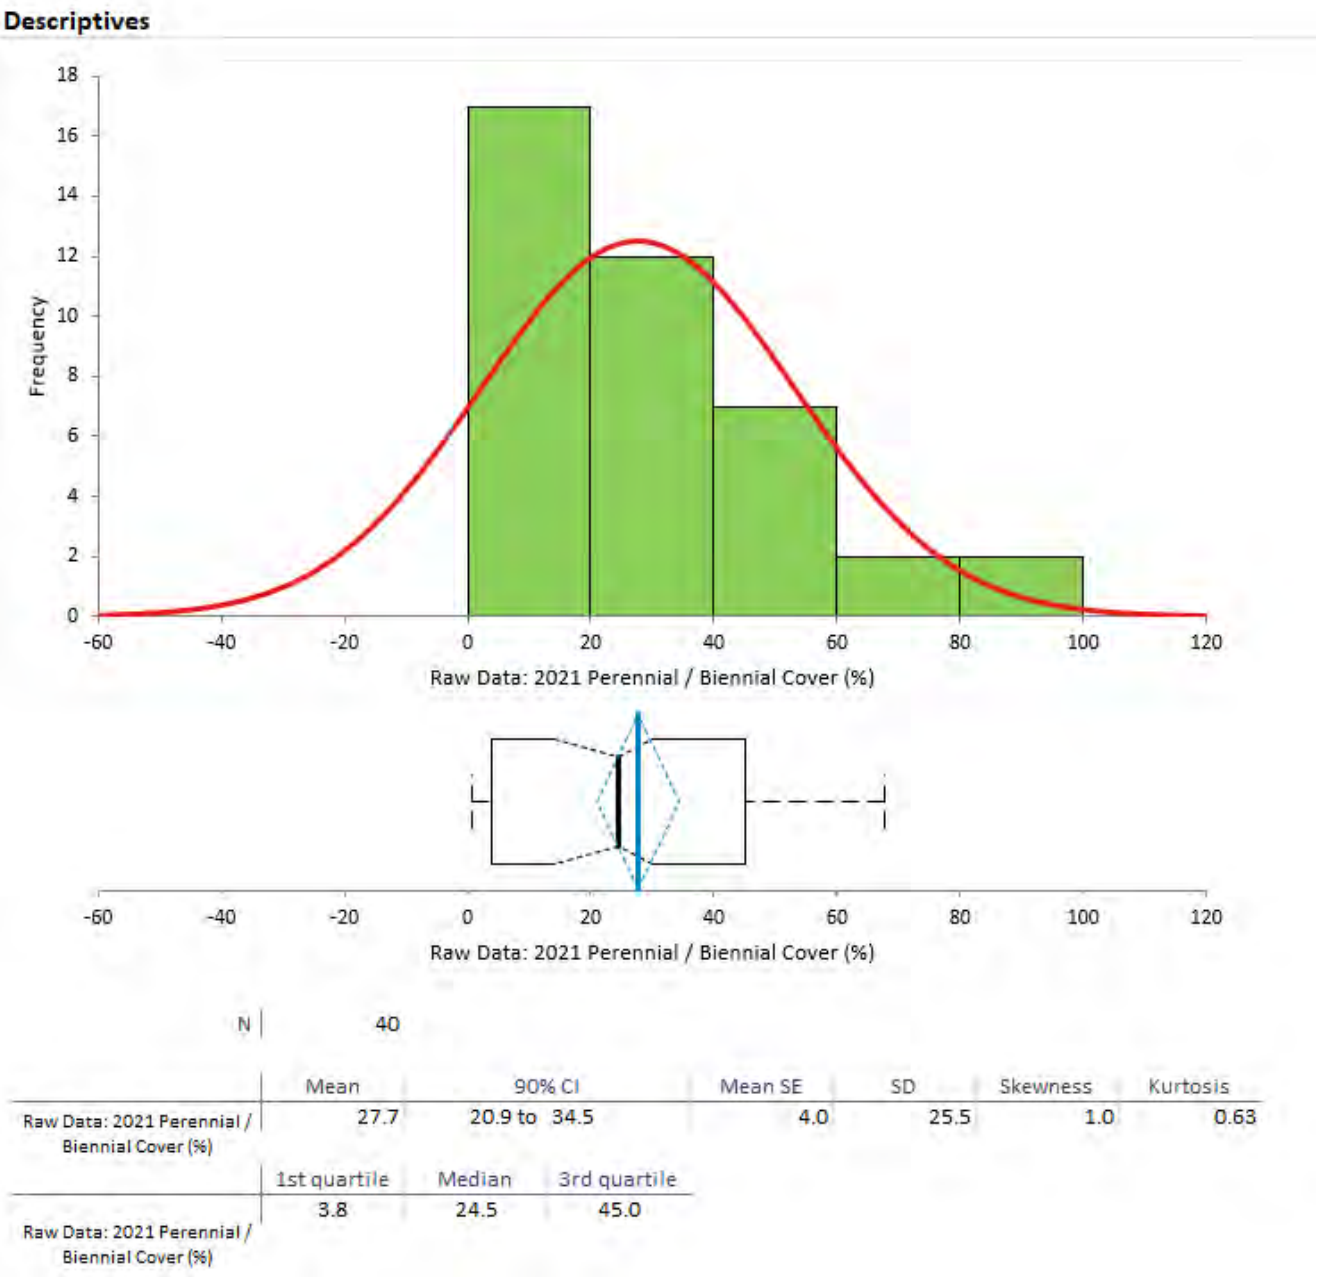 Descriptives
18
16
14
12
10
8
6
4
2
0
Frequency
-60 -40 -20 0 20 40 60 80 100 120
Raw Data: 2021 Perennial / Biennial Cover (%)
-60 -40 -20 0 20 40 60 80 100 120
Raw Data: 2021 Perennial / Biennial Cover (%)
N 40
Mean 90% CI Mean SE SD Skewness Kurtosis
Raw Data: 2021 Perennial / 27.7 20.9 to 34.5 4.0 25.5 1.0 0.63
Biennial Cover (%)
1st quartile Median 3rd quartile
3.8 24.5 45.0
Raw Data: 2021 Perennial /
Biennial Cover (%)